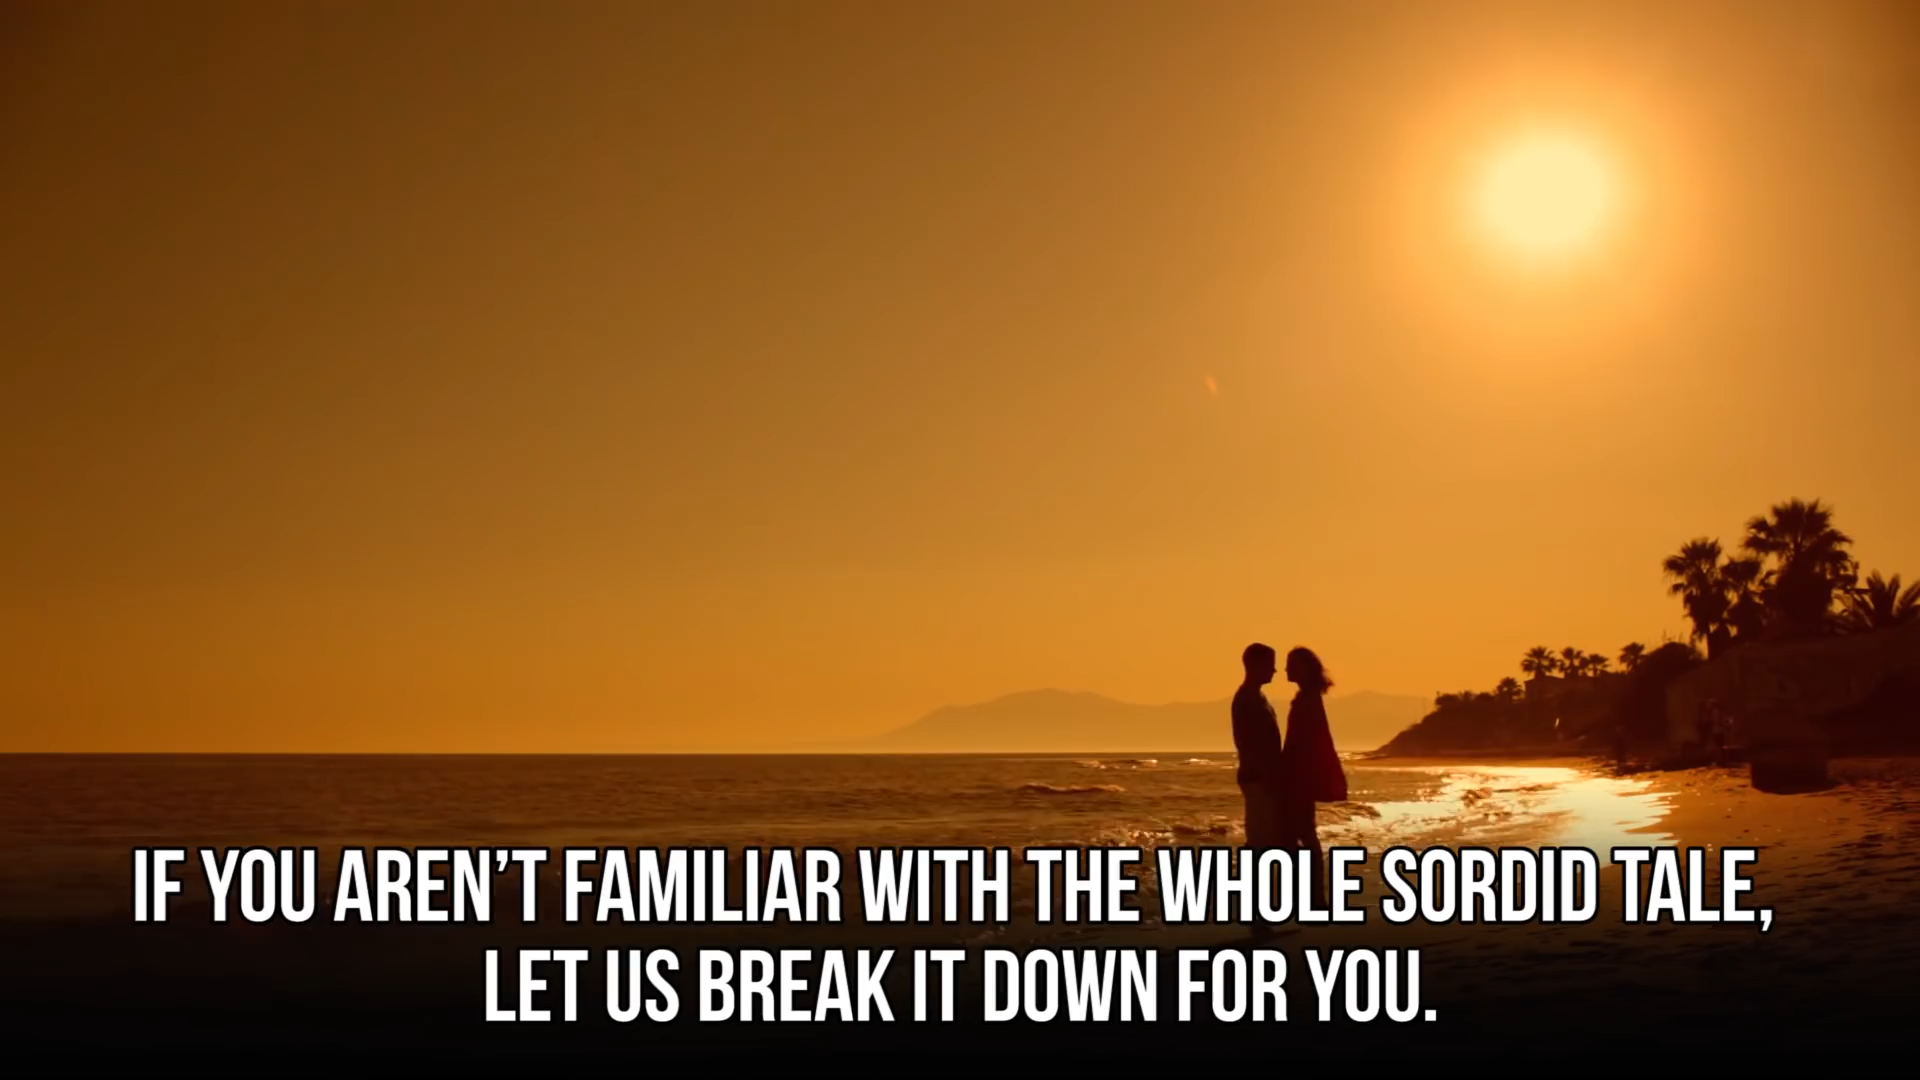 IF YOU AREN’T FAMILIAR WITH THE WHOLE SORDID TALE,
LET US BREAK IT DOWN FOR YOU.